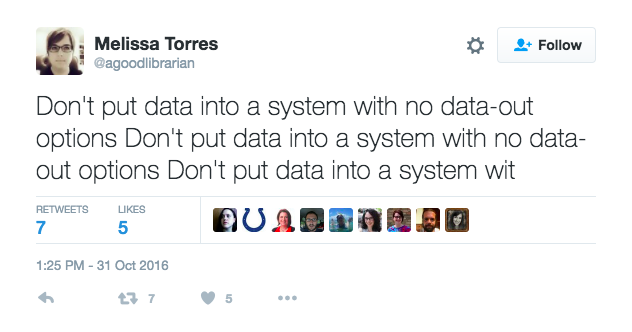 Melissa Torres
@agoodlibrarian
Follow
Don't put data into a system with no data-out
options Don't put data into a system with no data-
out options Don't put data into a system wit
RETWEETS LIKES
7 5
1:25 PM - 31 Oct 2016
7 5